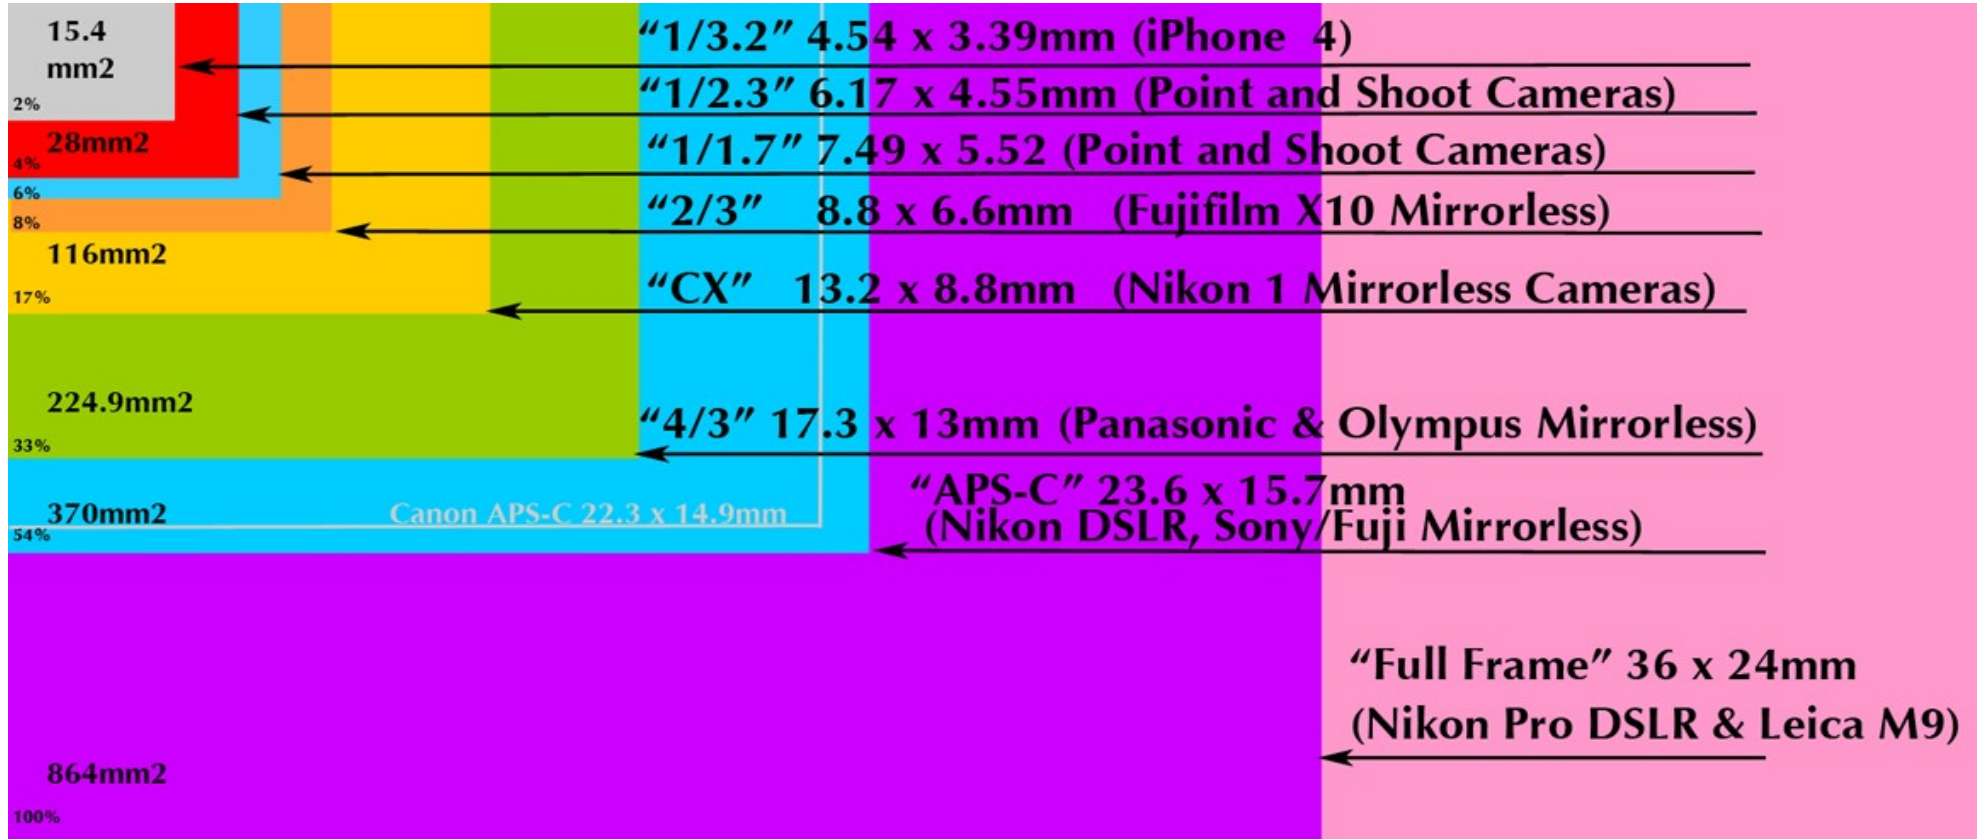 15.4
mm2
2%
“1/3.2” 4.54 x 3.39mm (iPhone 4)
“1/2.3” 6.17 x 4.55mm (Point and Shoot Cameras)
28mm2
4%
“1/1.7” 7.49 x 5.52 (Point and Shoot Cameras)
6%
“2/3” 8.8 x 6.6mm (Fujifilm X10 Mirrorless)
8%
116mm2
17%
“CX” 13.2 x 8.8mm (Nikon 1 Mirrorless Cameras)
224.9mm2
33%
“4/3” 17.3 x 13mm (Panasonic & Olympus Mirrorless)
370mm2
54%
Canon APS-C 22.3 x 14.9mm
“APS-C” 23.6 x 15.7mm
(Nikon DSLR, Sony/Fuji Mirrorless)
“Full Frame” 36 x 24mm
(Nikon Pro DSLR & Leica M9)
864mm2
100%